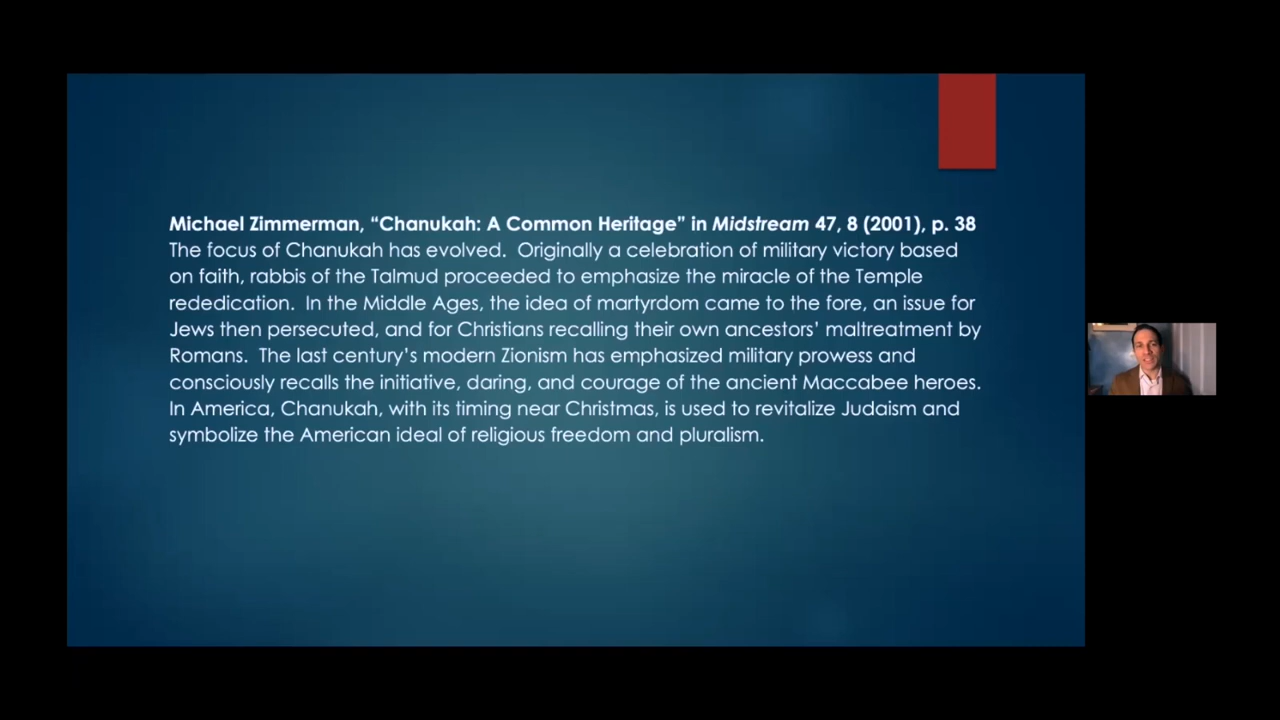 Michael Zimmerman, “Chanukah: A Common Heritage” in Midstream 47, 8 (2001), p. 38
The focus of Chanukah has evolved.  Originally a celebration of military victory based
on faith, rabbis of the Talmud proceeded to emphasize the miracle of the Temple
rededication.  In the Middle Ages, the idea of martyrdom came to the fore, an issue for
Jews then persecuted, and for Christians recalling their own ancestors’ maltreatment by
Romans.  The last century’s modern Zionism has emphasized military prowess and
consciously recalls the initiative, daring, and courage of the ancient Maccabee heroes.
In America, Chanukah, with its timing near Christmas, is used to revitalize Judaism and
symbolize the American ideal of religious freedom and pluralism.